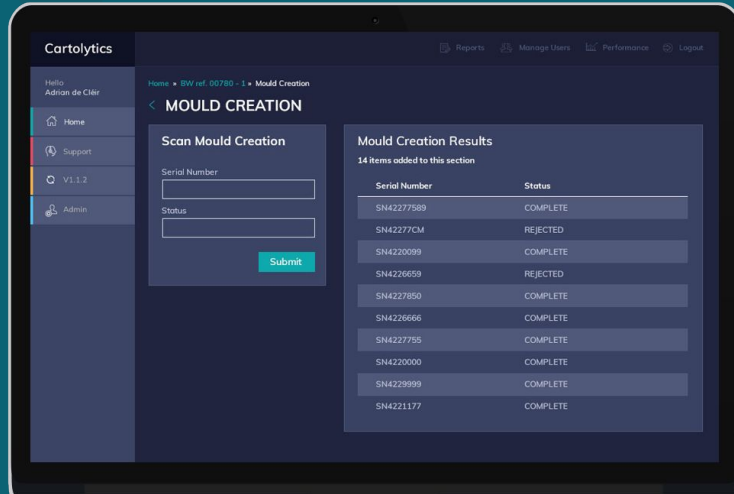 Cartolytics
Reports Manage Users Performance Logout
Hello
Adrian de Cléir
Home
Support
V1.1.2
Admin
Home » BW ref. 00780 - 1 » Mould Creation
< MOULD CREATION
Scan Mould Creation
Serial Number
Status
Submit
Mould Creation Results
14 items added to this section
Serial Number Status
SN42277589 COMPLETE
SN42277CM REJECTED
SN4220099 COMPLETE
SN4226659 REJECTED
SN4227850 COMPLETE
SN4226666 COMPLETE
SN4227755 COMPLETE
SN4220000 COMPLETE
SN4229999 COMPLETE
SN4221177 COMPLETE